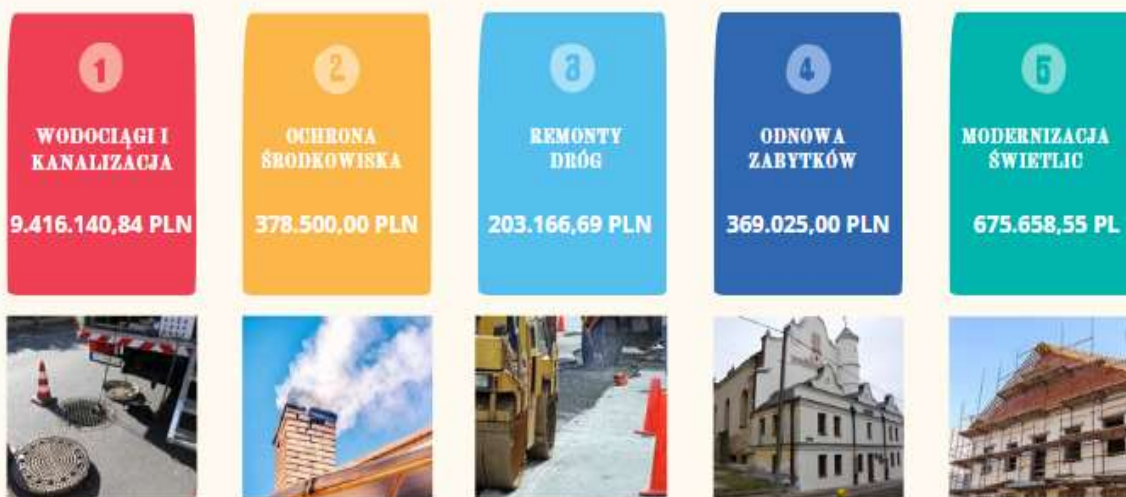 1
WODOCIĄGI I
KANALIZACJA
9.416.140,84 PLN
2
OCHRONA
ŚRODKOWISKA
378.500,00 PLN
3
REMONTY
DRÓG
203.166,69 PLN
4
ODNOWA
ZABYTKÓW
369.025,00 PLN
5
MODERNIZACJA
ŚWIETLIC
675.658,55 PL